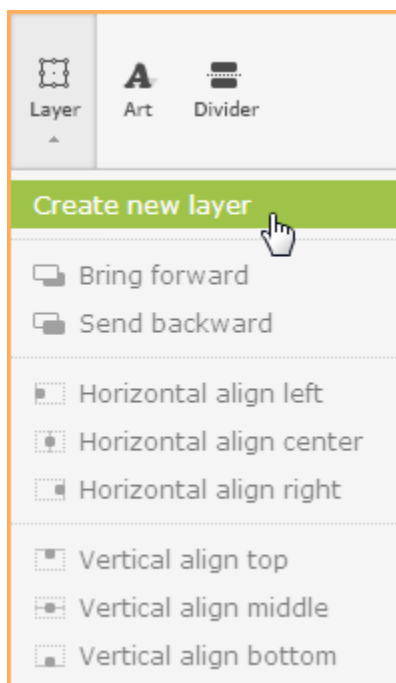 Layer Art Divider
Create new layer
Bring forward
Send backward
Horizontal align left
Horizontal align center
Horizontal align right
Vertical align top
Vertical align middle
Vertical align bottom